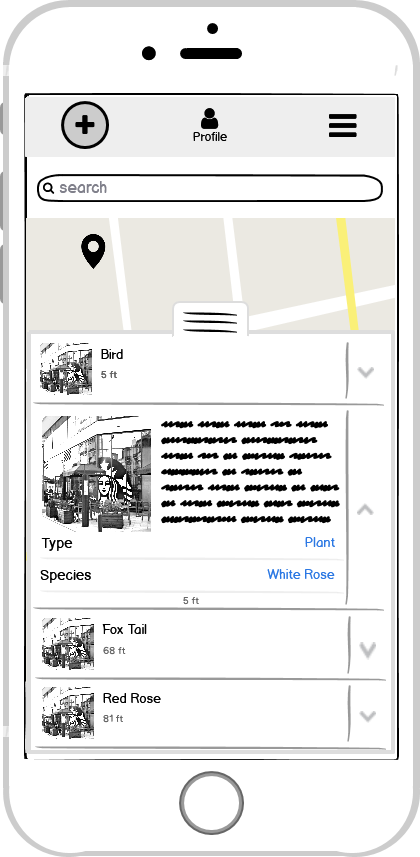 Profile
search
Bird
5 ft
Type Plant
Species White Rose
5 ft
Fox Tail
68 ft
Red Rose
81 ft